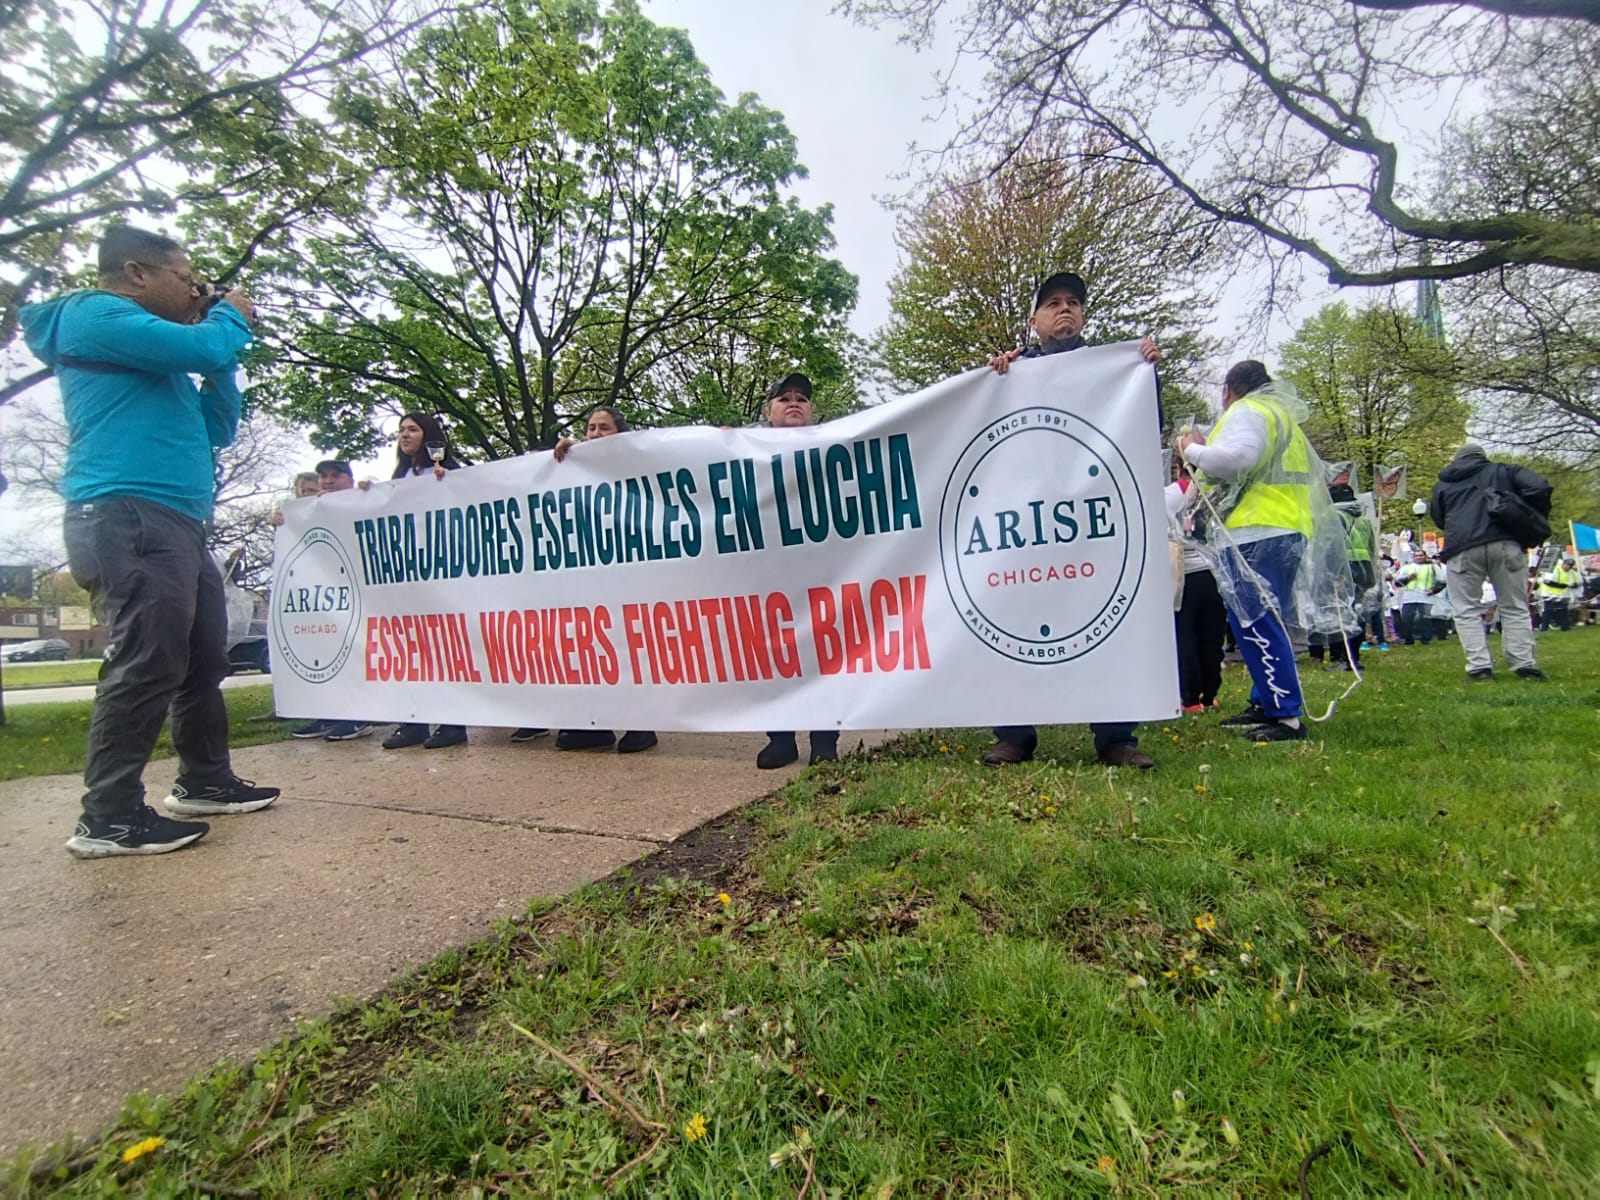 SINCE 1991
ARISE
CHICAGO
FAITH • LABOR • ACTION
TRABAJADORES ESENCIALES EN LUCHA
ESSENTIAL WORKERS FIGHTING BACK
SINCE 1991
ARISE
CHICAGO
FAITH • LABOR • ACTION
pink